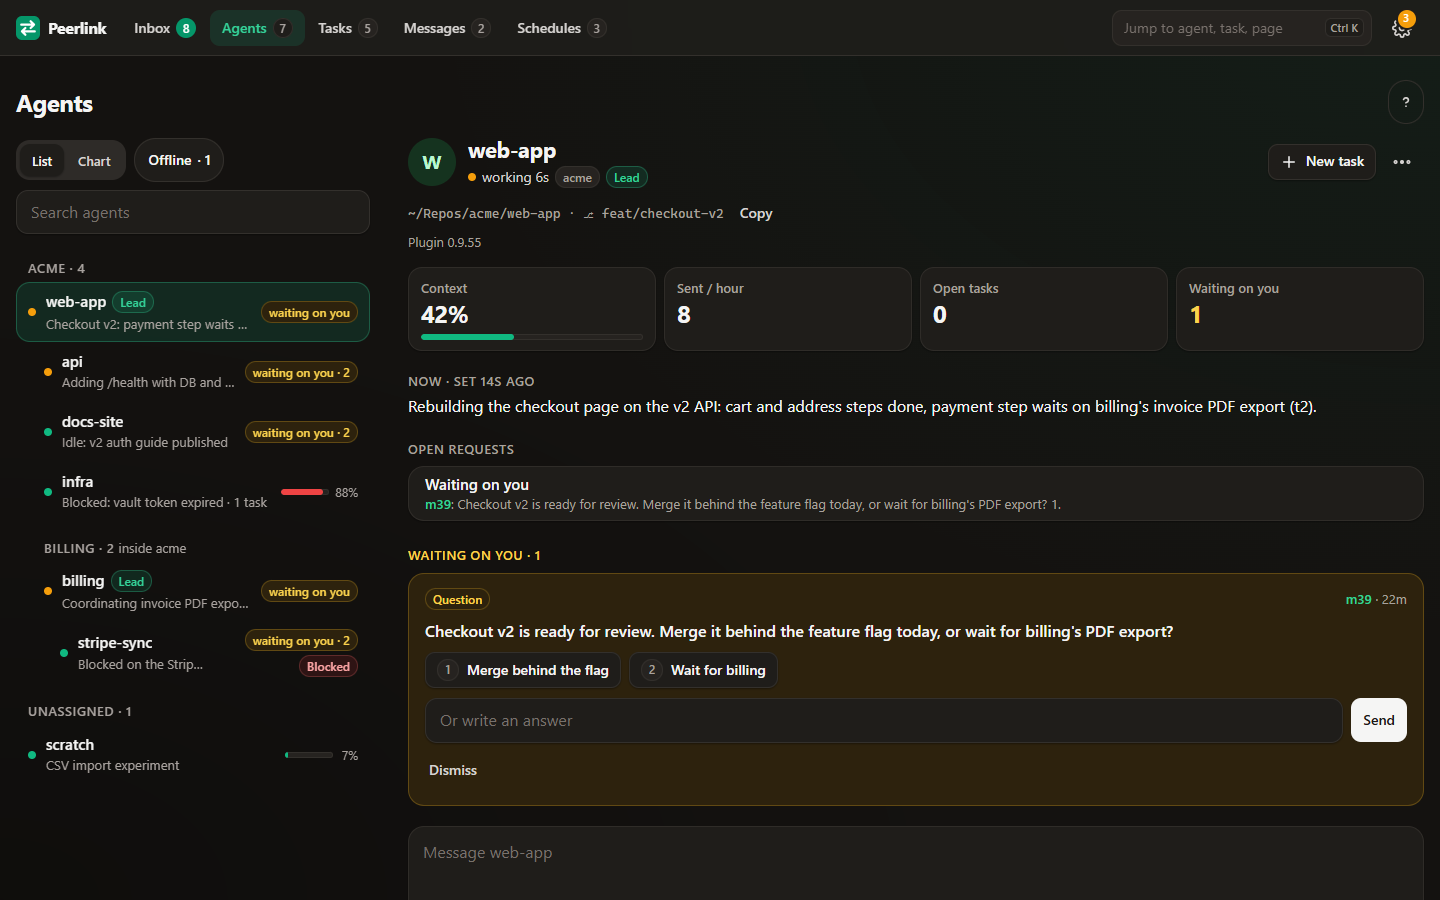 Peerlink
Inbox 8
Agents 7
Tasks 5
Messages 2
Schedules 3
Jump to agent, task, page
Ctrl K
3
Agents
?
List
Chart
Offline · 1
Search agents
ACME · 4
web-app Lead
Checkout v2: payment step waits ...
waiting on you
api
Adding /health with DB and ...
waiting on you · 2
docs-site
Idle: v2 auth guide published
waiting on you · 2
infra
Blocked: vault token expired · 1 task
88%
BILLING · 2 inside acme
billing Lead
Coordinating invoice PDF expo...
waiting on you
stripe-sync
Blocked on the Strip...
waiting on you · 2
Blocked
UNASSIGNED · 1
scratch
CSV import experiment
7%
W
web-app
working 6s acme Lead
New task
~/Repos/acme/web-app · feat/checkout-v2 Copy
Plugin 0.9.55
Context
42%
Sent / hour
8
Open tasks
0
Waiting on you
1
NOW · SET 14S AGO
Rebuilding the checkout page on the v2 API: cart and address steps done, payment step waits on billing's invoice PDF export (t2).
OPEN REQUESTS
Waiting on you
m39: Checkout v2 is ready for review. Merge it behind the feature flag today, or wait for billing's PDF export? 1.
WAITING ON YOU · 1
Question
m39 · 22m
Checkout v2 is ready for review. Merge it behind the feature flag today, or wait for billing's PDF export?
1 Merge behind the flag
2 Wait for billing
Or write an answer
Send
Dismiss
Message web-app